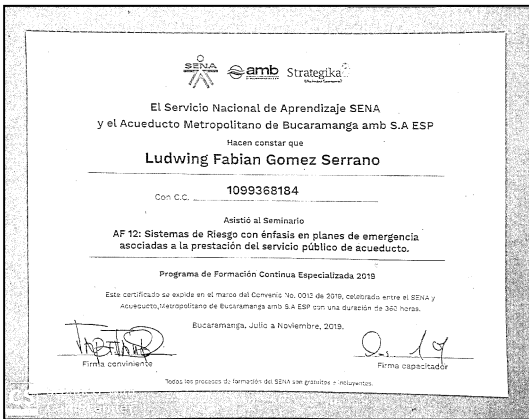 SENA
amb
Strategika
El Servicio Nacional de Aprendizaje SENA
y el Acueducto Metropolitano de Bucaramanga amb S.A ESP
Hacen constar que
Ludwing Fabian Gomez Serrano
Con C.C. 1099368184
Asistió al Seminario
AF 12: Sistemas de Riesgo con énfasis en planes de emergencia
asociadas a la prestación del servicio público de acueducto.
Programa de Formación Continua Especializada 2019
Este certificado se expide en el marco del Convenio No. 0013 de 2019, celebrado entre el SENA y
Acueducto Metropolitano de Bucaramanga amb S.A ESP con una duración de 360 horas.
Bucaramanga, Julio a Noviembre, 2019.
Firma conviniente
Firma capacitador
Todos los procesos de formación del SENA son gratuitos e incluyentes.
CS